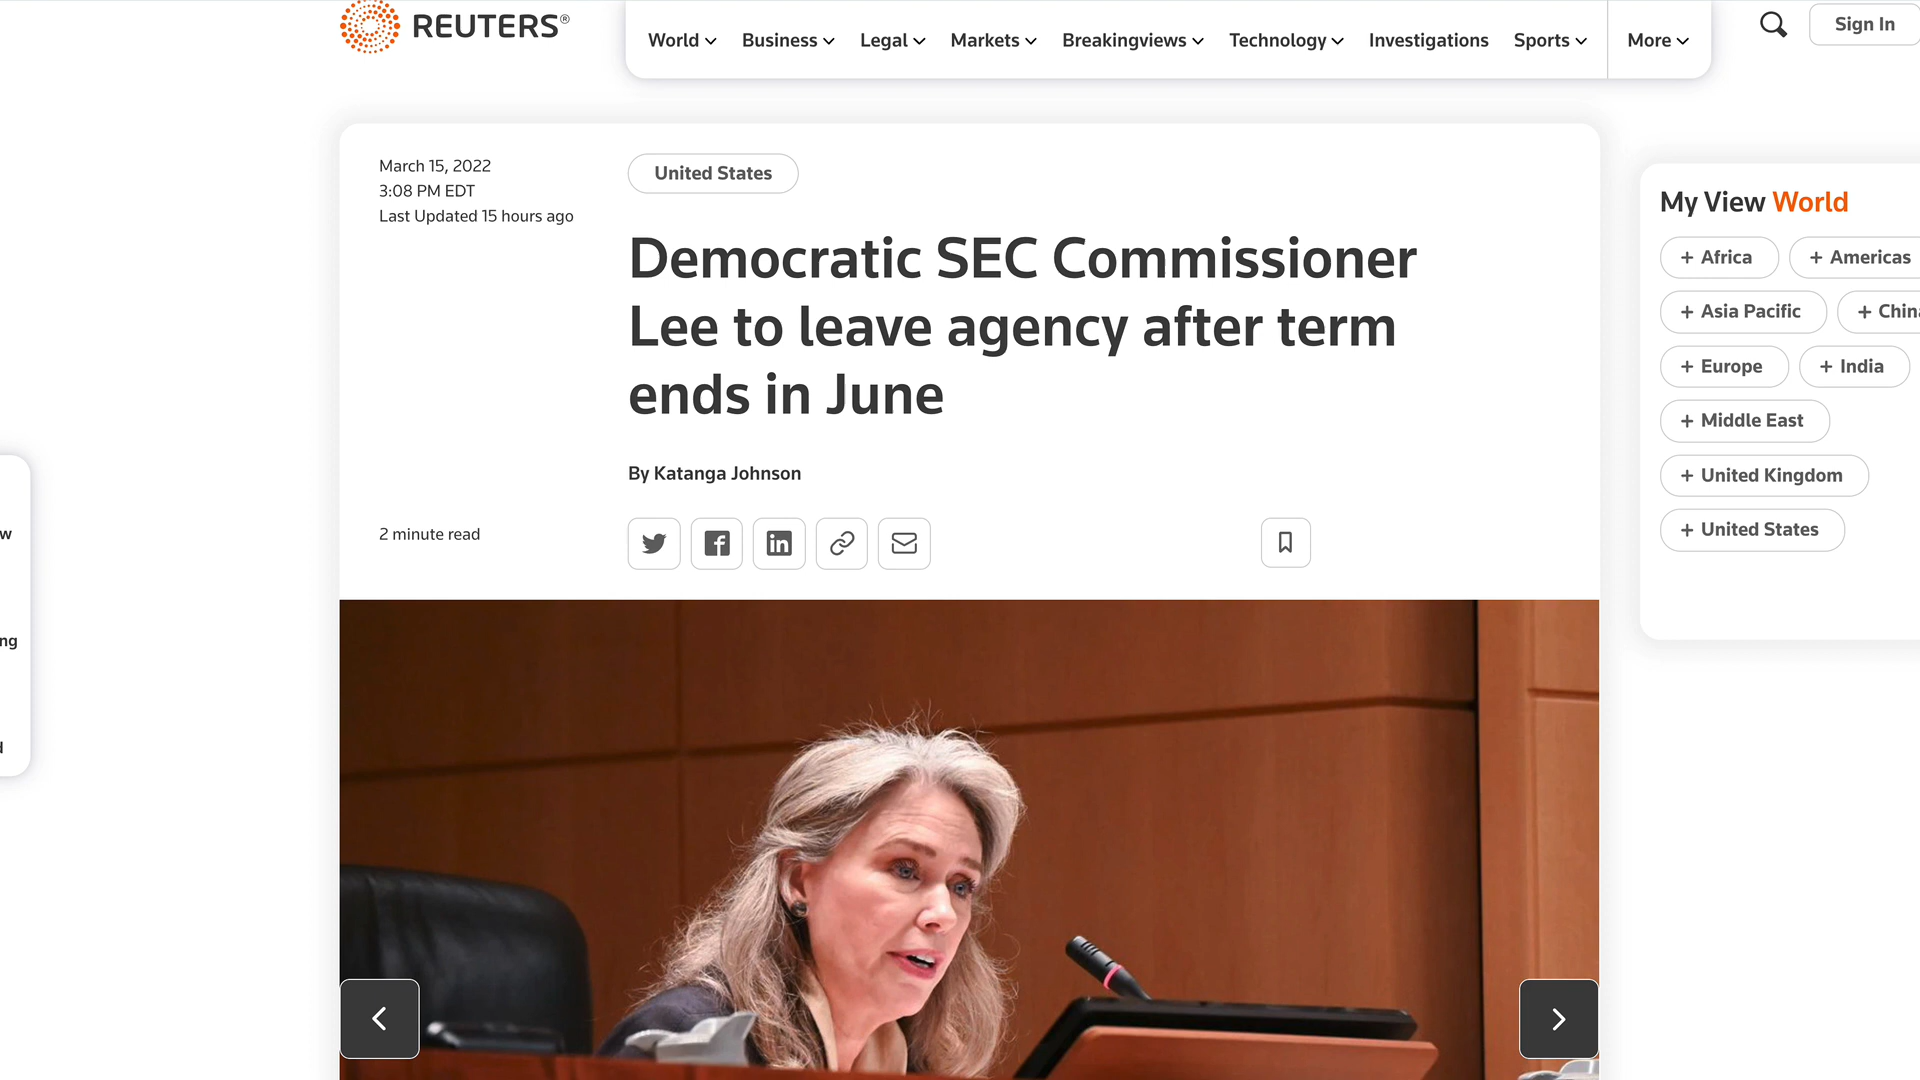 REUTERS®
World
Business
Legal
Markets
Breakingviews
Technology
Investigations
Sports
More
Sign In
March 15, 2022
3:08 PM EDT
Last Updated 15 hours ago
United States
Democratic SEC Commissioner
Lee to leave agency after term
ends in June
By Katanga Johnson
2 minute read
My View World
+ Africa
+ Americas
+ Asia Pacific
+ Europe
+ India
+ Middle East
+ United Kingdom
+ United States